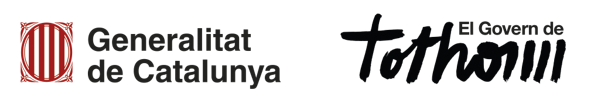 Generalitat
de Catalunya
El Govern de
Tothom